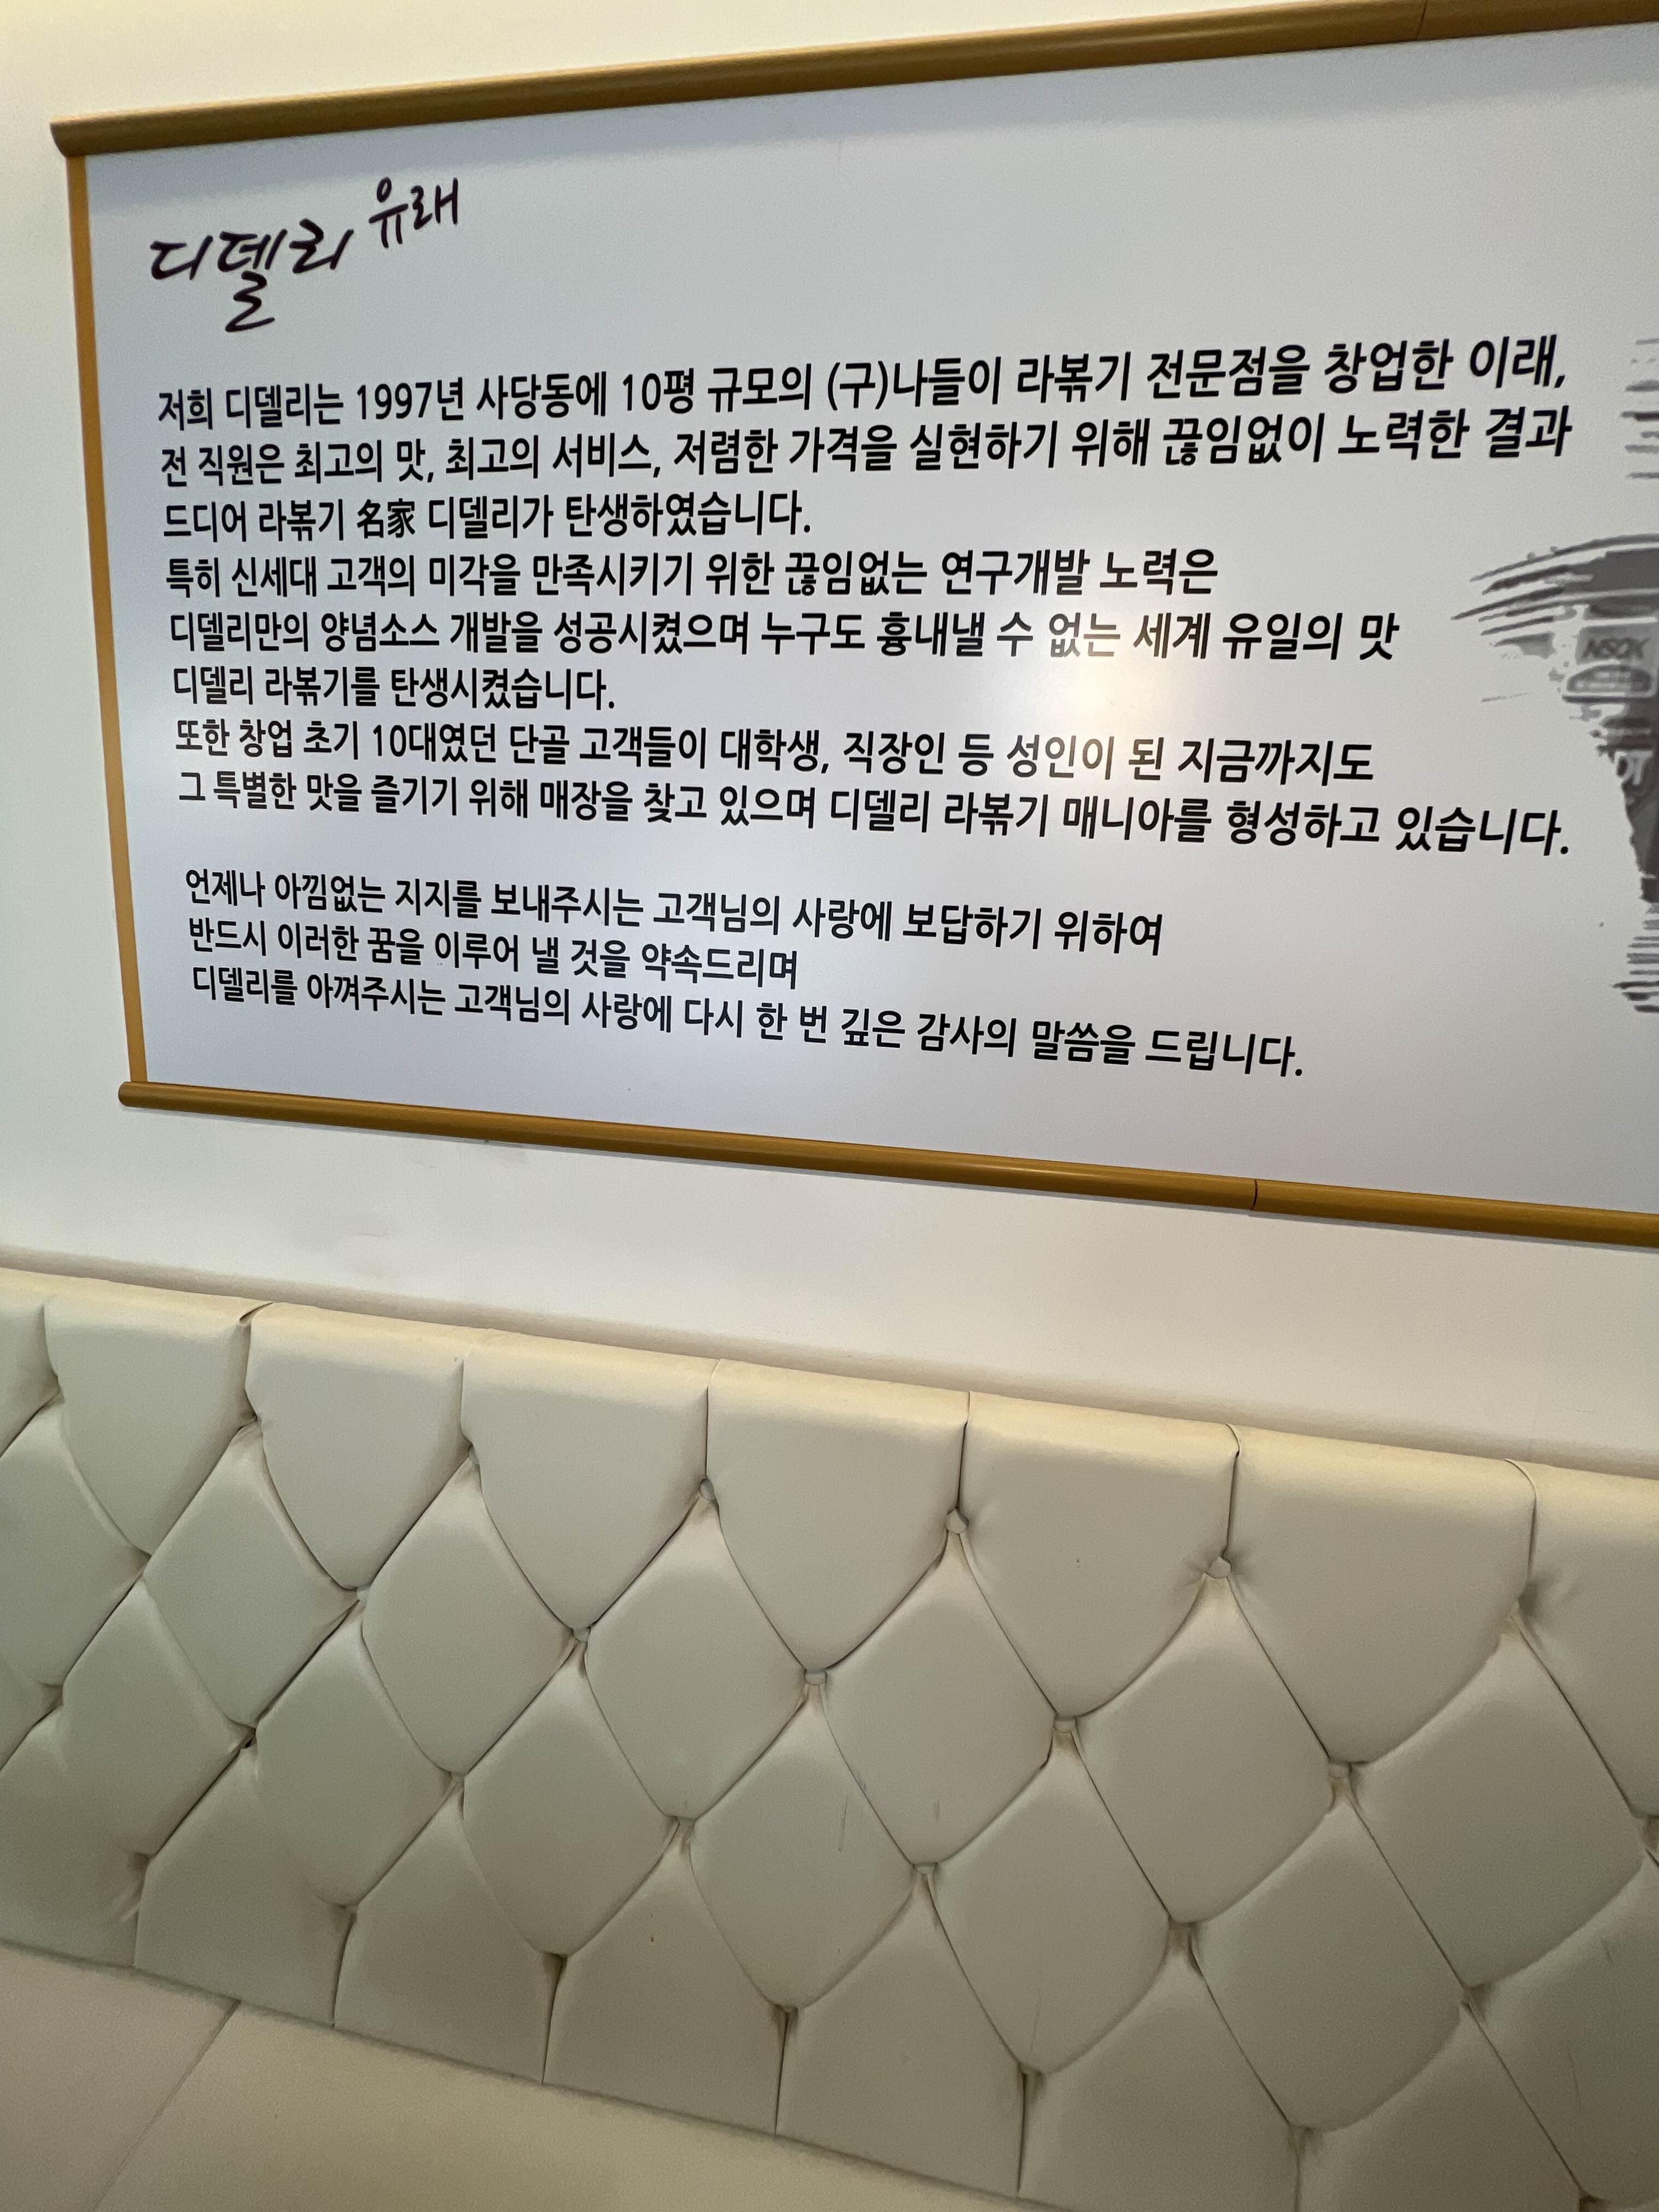 디델리 유래
저희 디델리는 1997년 사당동에 10평 규모의 (구)나들이 라볶기 전문점을 창업한 이래,
전 직원은 최고의 맛, 최고의 서비스, 저렴한 가격을 실현하기 위해 끊임없이 노력한 결과
드디어 라볶기 名家 디델리가 탄생하였습니다.
특히 신세대 고객의 미각을 만족시키기 위한 끊임없는 연구개발 노력은
디델리만의 양념소스 개발을 성공시켰으며 누구도 흉내낼 수 없는 세계 유일의 맛
디델리 라볶기를 탄생시켰습니다.
또한 창업 초기 10대였던 단골 고객들이 대학생, 직장인 등 성인이 된 지금까지도
그 특별한 맛을 즐기기 위해 매장을 찾고 있으며 디델리 라볶기 매니아를 형성하고 있습니다.
언제나 아낌없는 지지를 보내주시는 고객님의 사랑에 보답하기 위하여
반드시 이러한 꿈을 이루어 낼 것을 약속드리며
디델리를 아껴주시는 고객님의 사랑에 다시 한 번 깊은 감사의 말씀을 드립니다.